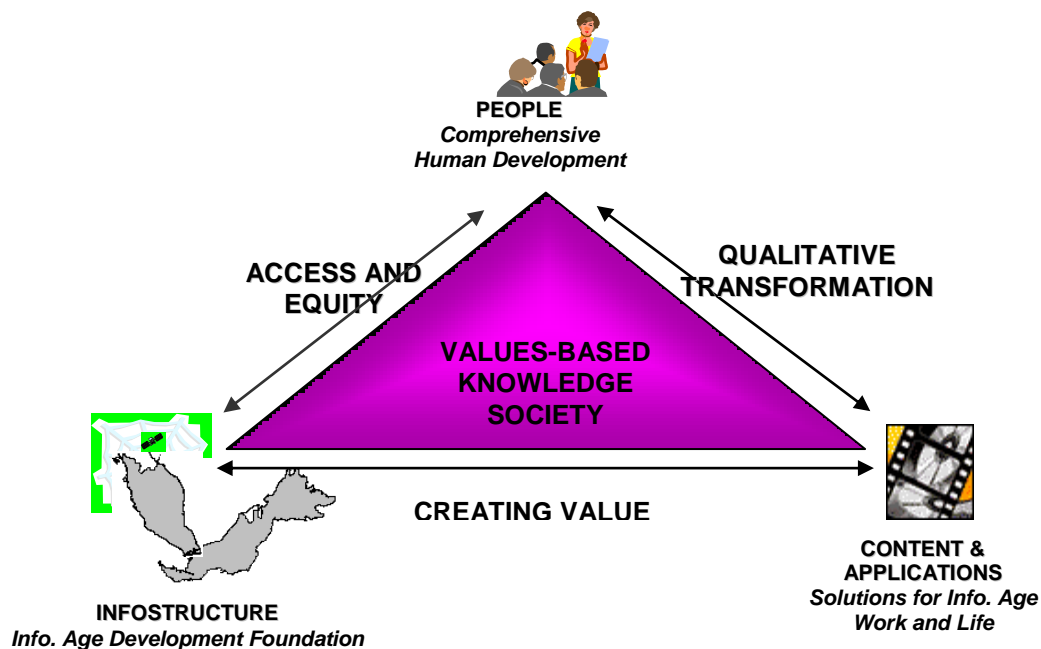 PEOPLE
Comprehensive
Human Development
QUALITATIVE
TRANSFORMATION
ACCESS AND
EQUITY
VALUES-BASED
KNOWLEDGE
SOCIETY
CREATING VALUE
CONTENT &
APPLICATIONS
Solutions for Info. Age
Work and Life
INFOSTRUCTURE
Info. Age Development Foundation